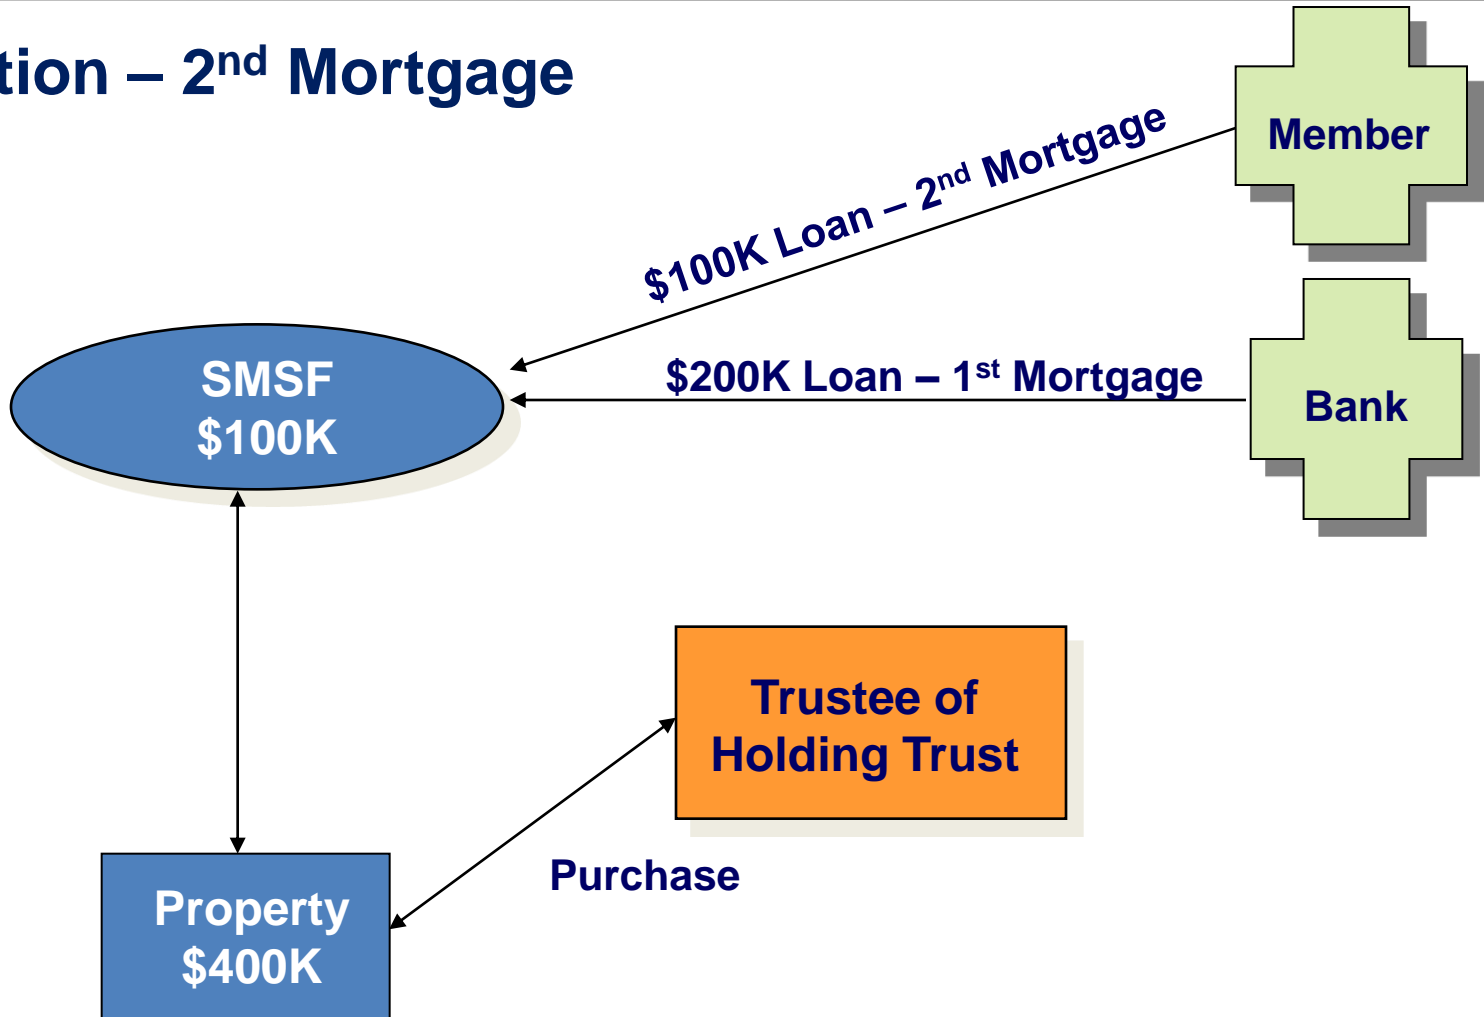 tion – 2nd Mortgage
Member
$100K Loan – 2nd Mortgage
$200K Loan – 1st Mortgage
Bank
SMSF
$100K
Trustee of
Holding Trust
Purchase
Property
$400K